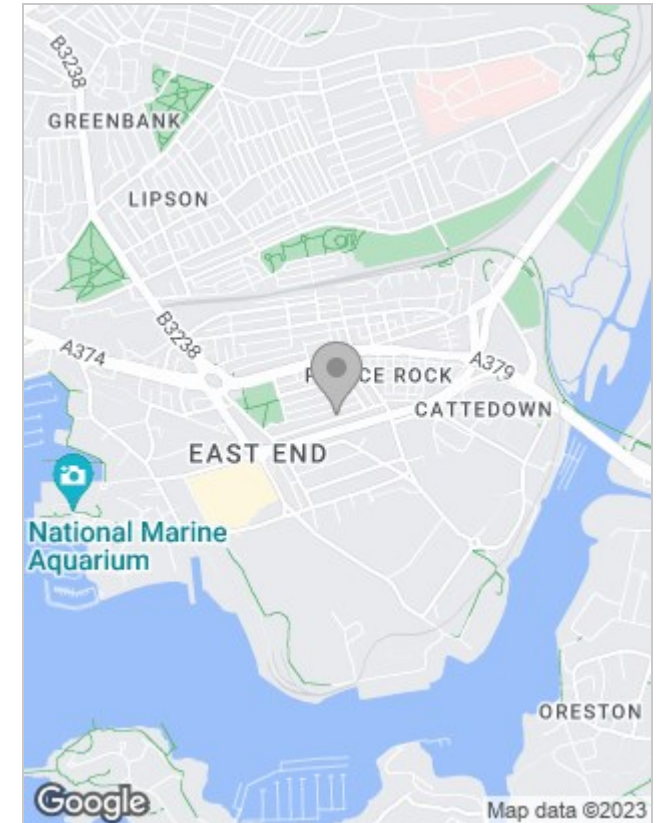 B3238
GREENBANK
LIPSON
B3238
A374
A379
CE ROCK
CATTEDOWN
EAST END
National Marine
Aquarium
ORESTON
Google
Map data ©2023